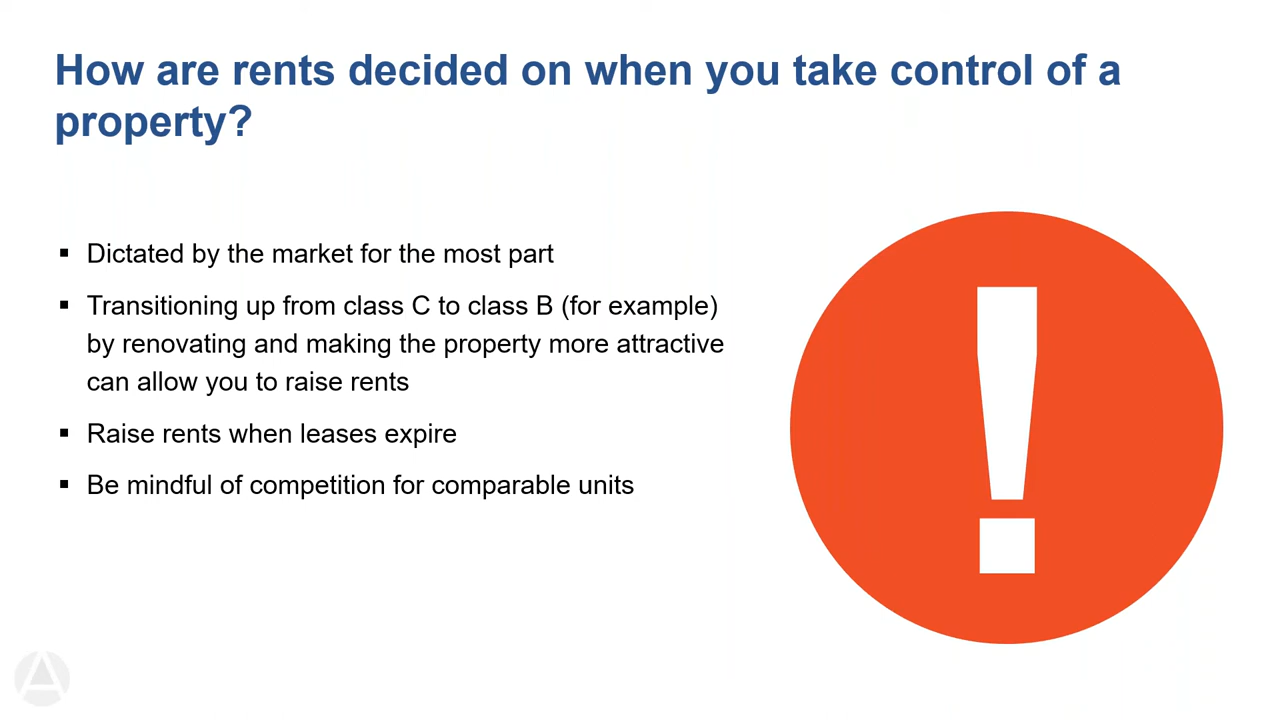 How are rents decided on when you take control of a
property?
▪ Dictated by the market for the most part
▪ Transitioning up from class C to class B (for example)
by renovating and making the property more attractive
can allow you to raise rents
▪ Raise rents when leases expire
▪ Be mindful of competition for comparable units
!